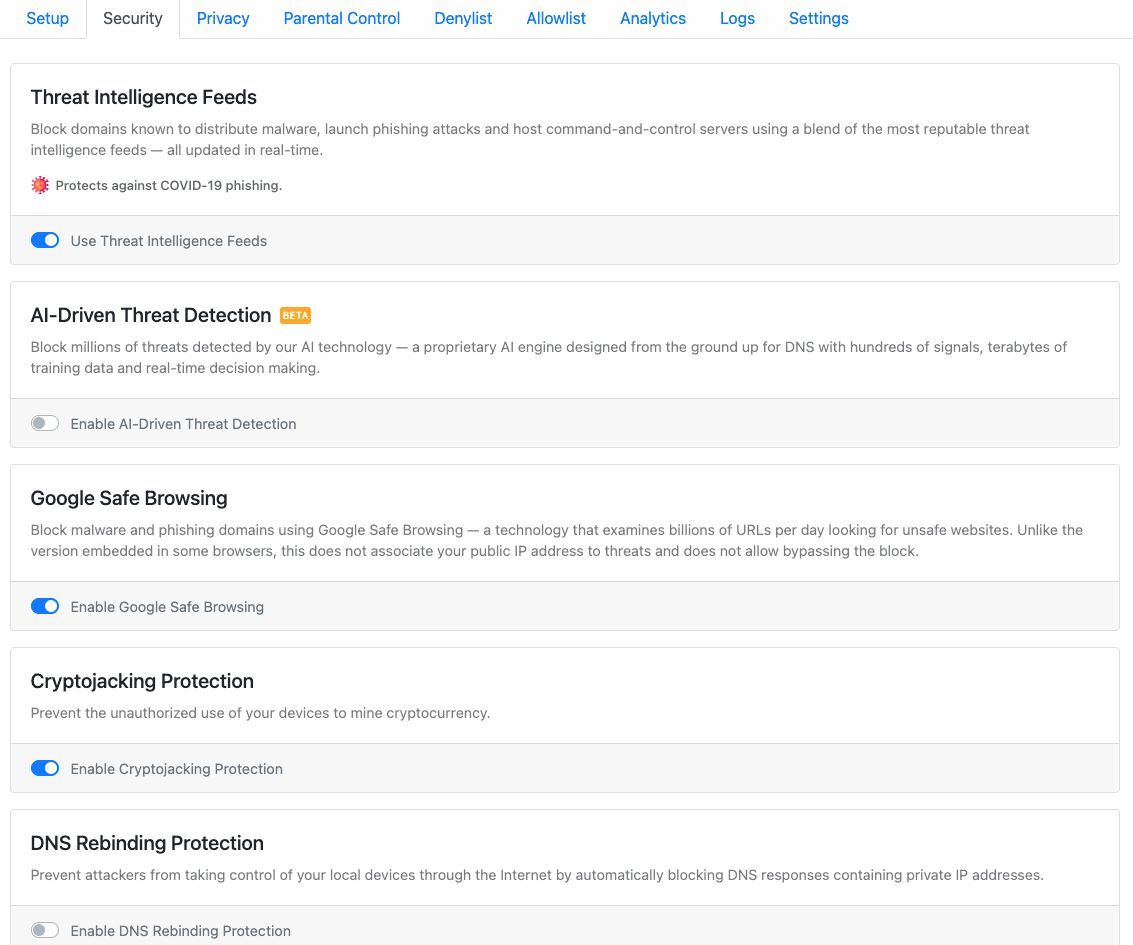 Setup Security Privacy Parental Control Denylist Allowlist Analytics Logs Settings
Threat Intelligence Feeds
Block domains known to distribute malware, launch phishing attacks and host command-and-control servers using a blend of the most reputable threat
intelligence feeds — all updated in real-time.
Protects against COVID-19 phishing.
Use Threat Intelligence Feeds
AI-Driven Threat Detection BETA
Block millions of threats detected by our AI technology — a proprietary AI engine designed from the ground up for DNS with hundreds of signals, terabytes of
training data and real-time decision making.
Enable AI-Driven Threat Detection
Google Safe Browsing
Block malware and phishing domains using Google Safe Browsing — a technology that examines billions of URLs per day looking for unsafe websites. Unlike the
version embedded in some browsers, this does not associate your public IP address to threats and does not allow bypassing the block.
Enable Google Safe Browsing
Cryptojacking Protection
Prevent the unauthorized use of your devices to mine cryptocurrency.
Enable Cryptojacking Protection
DNS Rebinding Protection
Prevent attackers from taking control of your local devices through the Internet by automatically blocking DNS responses containing private IP addresses.
Enable DNS Rebinding Protection